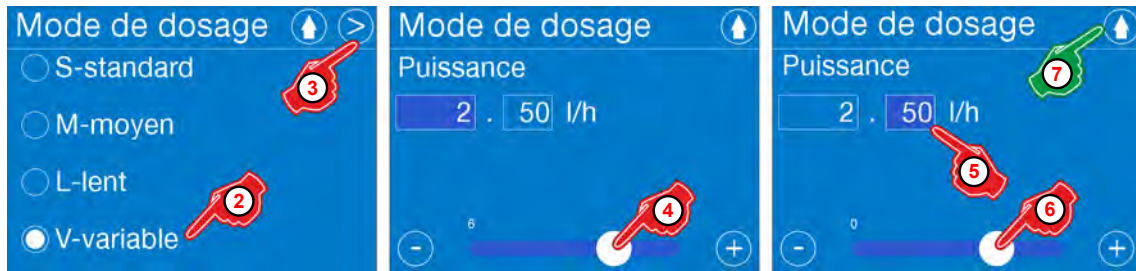 Mode de dosage >
S-standard
3
M-moyen
L-lent
2
V-variable
Mode de dosage
Puissance
2 . 50 l/h
4
6
- +
Mode de dosage
7
Puissance
2 . 50 l/h
5
6
0
- +